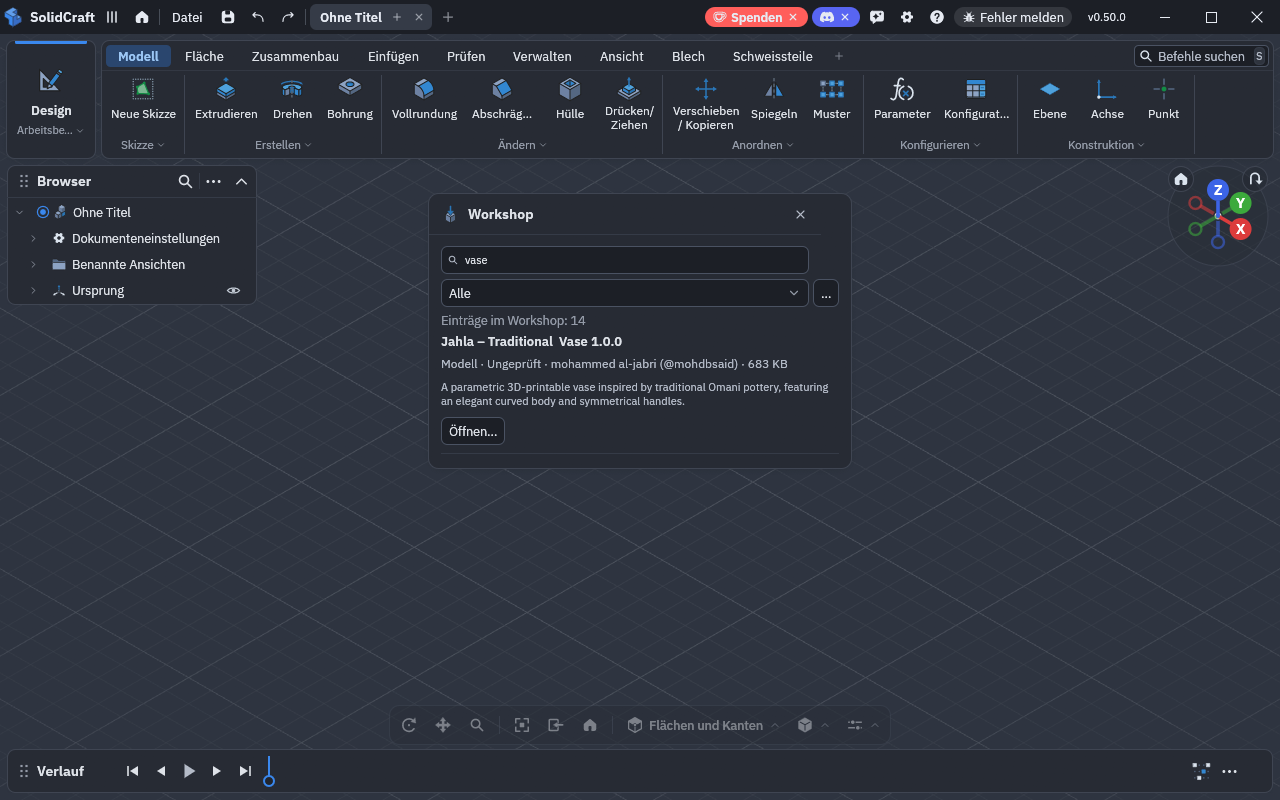 SolidCraft
Datei
Ohne Titel
Spenden
Fehler melden
v0.50.0
Design
Arbeitsbe...
Modell
Fläche
Zusammenbau
Einfügen
Prüfen
Verwalten
Ansicht
Blech
Schweissteile
Befehle suchen S
Neue Skizze
Extrudieren
Drehen
Bohrung
Vollrundung
Abschräg...
Hülle
Drücken/
Ziehen
Verschieben
/ Kopieren
Spiegeln
Muster
Parameter
Konfigurat...
Ebene
Achse
Punkt
Skizze
Erstellen
Ändern
Anordnen
Konfigurieren
Konstruktion
Browser
Ohne Titel
Dokumenteneinstellungen
Benannte Ansichten
Ursprung
Z
Y
X
Workshop
vase
Alle
...
Einträge im Workshop: 14
Jahla – Traditional  Vase 1.0.0
Modell · Ungeprüft · mohammed al-jabri (@mohdbsaid) · 683 KB
A parametric 3D-printable vase inspired by traditional Omani pottery, featuring
an elegant curved body and symmetrical handles.
Öffnen...
Flächen und Kanten
Verlauf